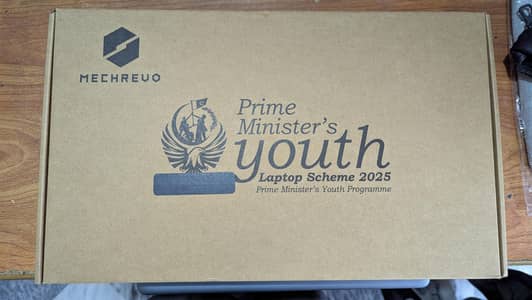 MECHREVO
Prime
Minister's
youth
Laptop Scheme 2025
Prime Minister's Youth Programme